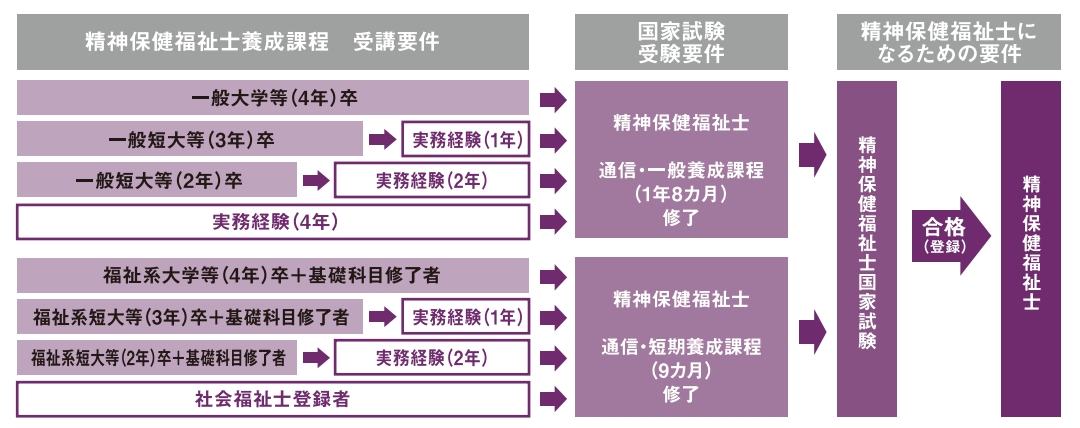 精神保健福祉士養成課程　受講要件
国家試験
受験要件
精神保健福祉士に
なるための要件
一般大学等(4年)卒
一般短大等(3年)卒
実務経験(1年)
一般短大等(2年)卒
実務経験(2年)
実務経験(4年)
精神保健福祉士
通信・一般養成課程
(1年8カ月)
修了
福祉系大学等(4年)卒＋基礎科目修了者
福祉系短大等(3年)卒＋基礎科目修了者
実務経験(1年)
福祉系短大等(2年)卒＋基礎科目修了者
実務経験(2年)
社会福祉士登録者
精神保健福祉士
通信・短期養成課程
(9カ月)
修了
精神保健福祉士国家試験
合格
(登録)
精神保健福祉士